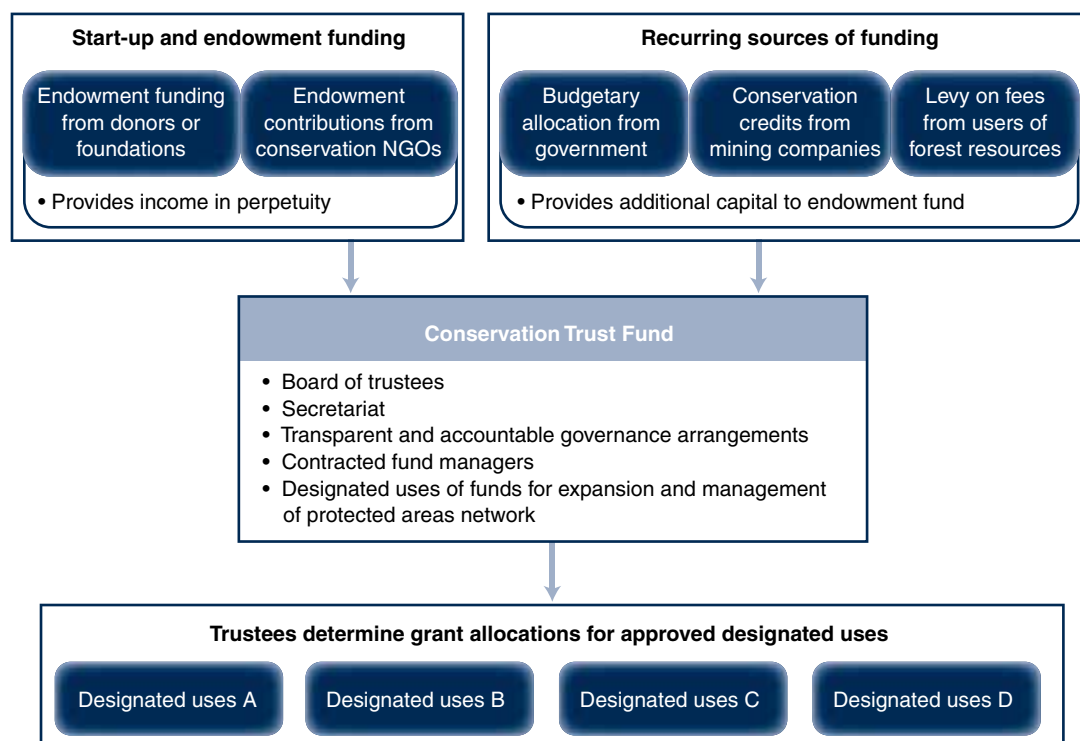 Start-up and endowment funding
Endowment funding
from donors or
foundations
Endowment
contributions from
conservation NGOs
• Provides income in perpetuity
Recurring sources of funding
Budgetary
allocation from
government
Conservation
credits from
mining companies
Levy on fees
from users of
forest resources
• Provides additional capital to endowment fund
Conservation Trust Fund
• Board of trustees
• Secretariat
• Transparent and accountable governance arrangements
• Contracted fund managers
• Designated uses of funds for expansion and management
of protected areas network
Trustees determine grant allocations for approved designated uses
Designated uses A
Designated uses B
Designated uses C
Designated uses D